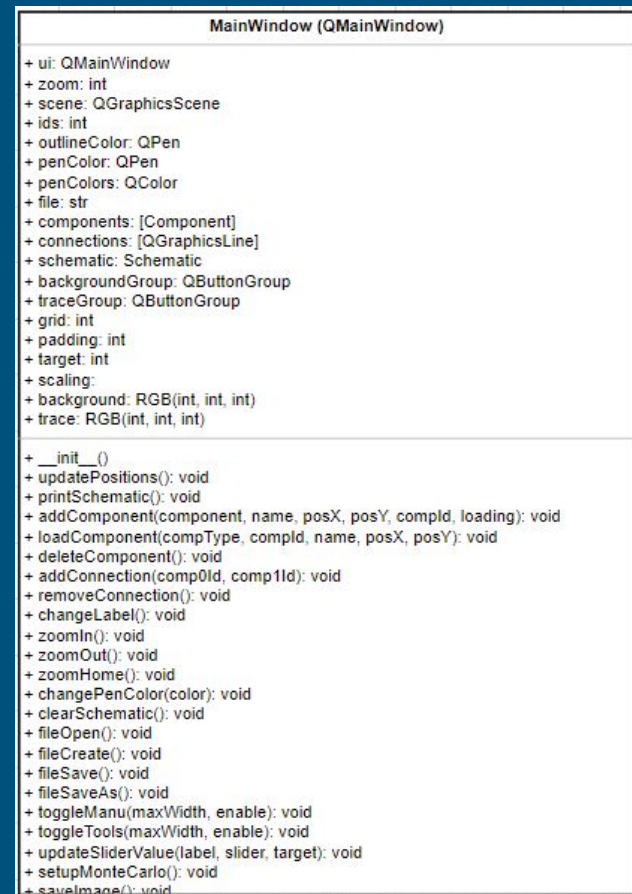 MainWindow (QMainWindow)
+ ui: QMainWindow
+ zoom: int
+ scene: QGraphicsScene
+ ids: int
+ outlineColor: QPen
+ penColor: QPen
+ penColors: QColor
+ file: str
+ components: [Component]
+ connections: [QGraphicsLine]
+ schematic: Schematic
+ backgroundGroup: QButtonGroup
+ traceGroup: QButtonGroup
+ grid: int
+ padding: int
+ target: int
+ scaling:
+ background: RGB(int, int, int)
+ trace: RGB(int, int, int)
+ __init__()
+ updatePositions(): void
+ printSchematic(): void
+ addComponent(component, name, posX, posY, compId, loading): void
+ loadComponent(compType, compId, name, posX, posY): void
+ deleteComponent(): void
+ addConnection(comp0Id, comp1Id): void
+ removeConnection(): void
+ changeLabel(): void
+ zoomIn(): void
+ zoomOut(): void
+ zoomHome(): void
+ changePenColor(color): void
+ clearSchematic(): void
+ fileOpen(): void
+ fileCreate(): void
+ fileSave(): void
+ fileSaveAs(): void
+ toggleManu(maxWidth, enable): void
+ toggleTools(maxWidth, enable): void
+ updateSliderValue(label, slider, target): void
+ setupMonteCarlo(): void
+ saveImage(): void